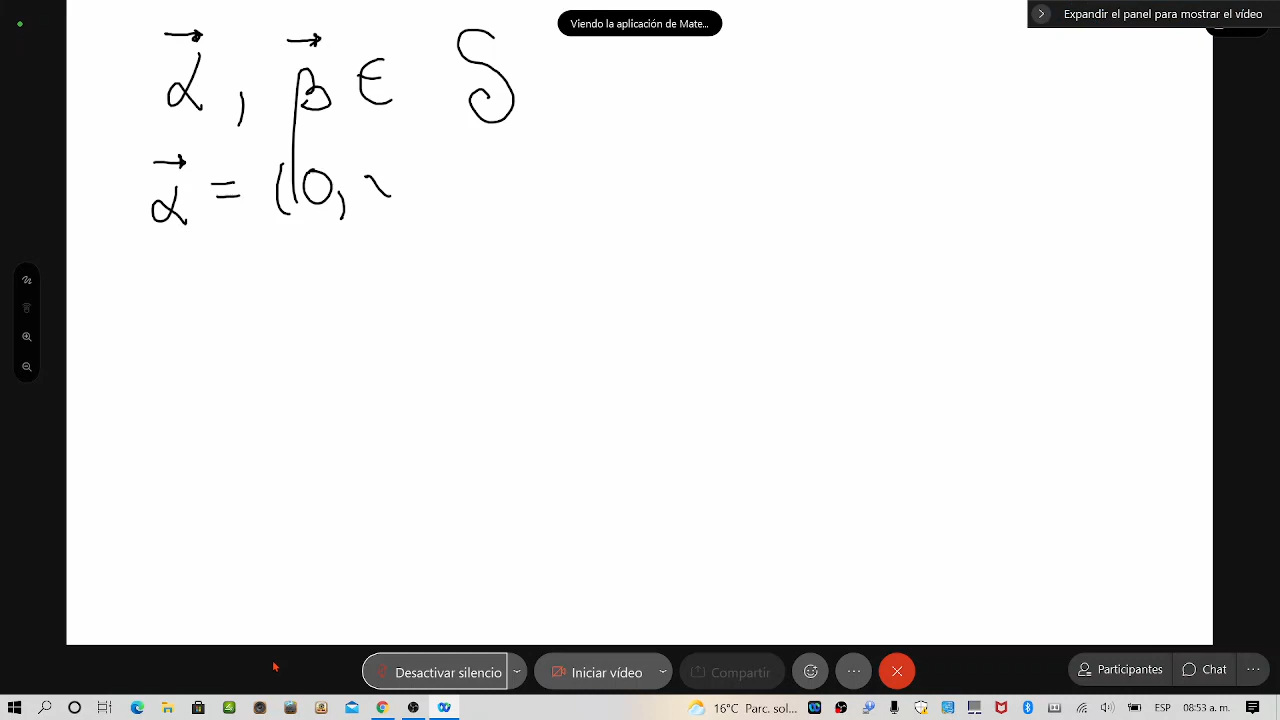 Viendo la aplicación de Mate...
Expandir el panel para mostrar el vídeo
α⃗, β⃗ ∈ S
α⃗ = (0,
Desactivar silencio
Iniciar vídeo
Compartir
Participantes
Chat
16°C Parc. sol...
ESP
08:53 a. m.